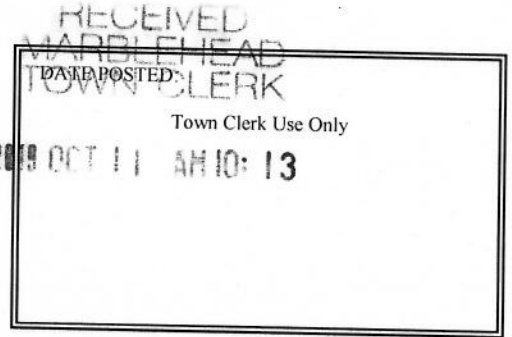 RECEIVED
MARBLEHEAD
TOWN CLERK
DATE POSTED:
Town Clerk Use Only
OCT 11 AM 10: 13